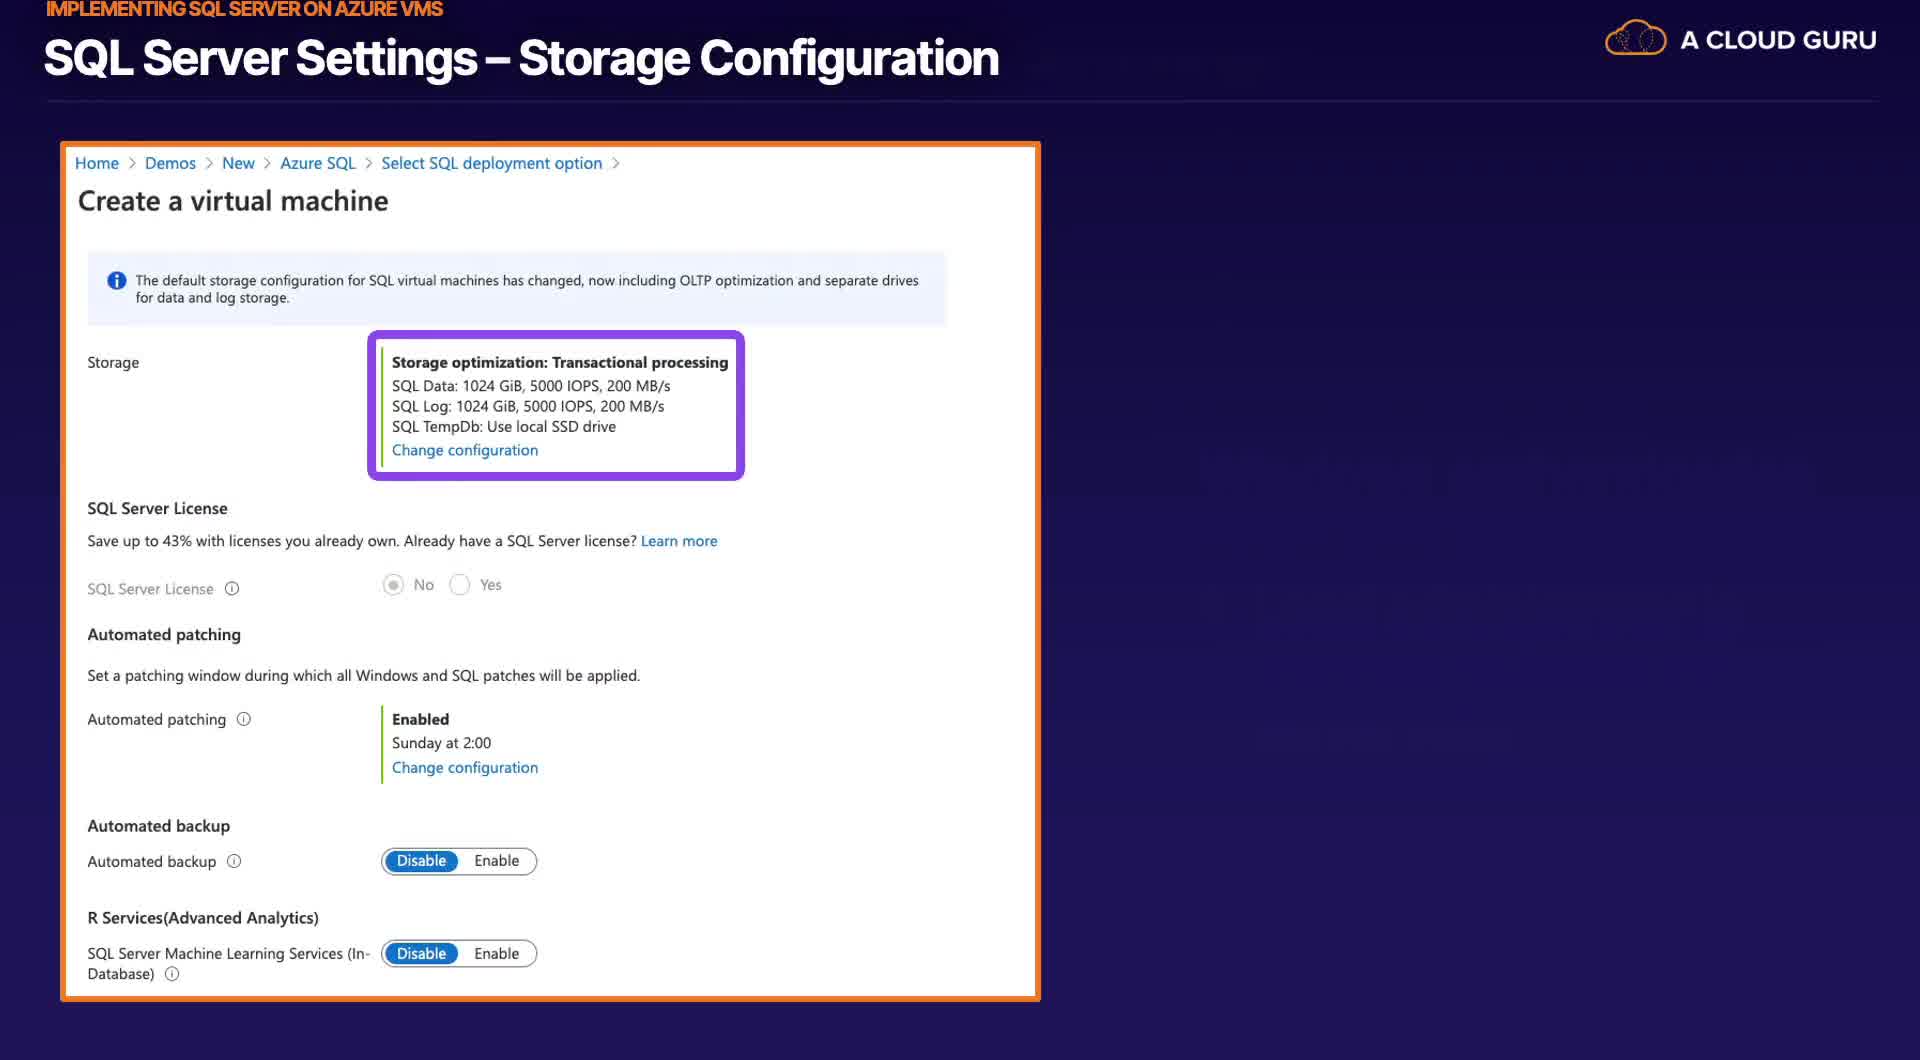 IMPLEMENTING SQL SERVER ON AZURE VMS
SQL Server Settings – Storage Configuration
A CLOUD GURU
Home > Demos > New > Azure SQL > Select SQL deployment option >
Create a virtual machine
The default storage configuration for SQL virtual machines has changed, now including OLTP optimization and separate drives
for data and log storage.
Storage
Storage optimization: Transactional processing
SQL Data: 1024 GiB, 5000 IOPS, 200 MB/s
SQL Log: 1024 GiB, 5000 IOPS, 200 MB/s
SQL TempDb: Use local SSD drive
Change configuration
SQL Server License
Save up to 43% with licenses you already own. Already have a SQL Server license? Learn more
SQL Server License
No Yes
Automated patching
Set a patching window during which all Windows and SQL patches will be applied.
Automated patching
Enabled
Sunday at 2:00
Change configuration
Automated backup
Automated backup
Disable Enable
R Services(Advanced Analytics)
SQL Server Machine Learning Services (In-
Database)
Disable Enable